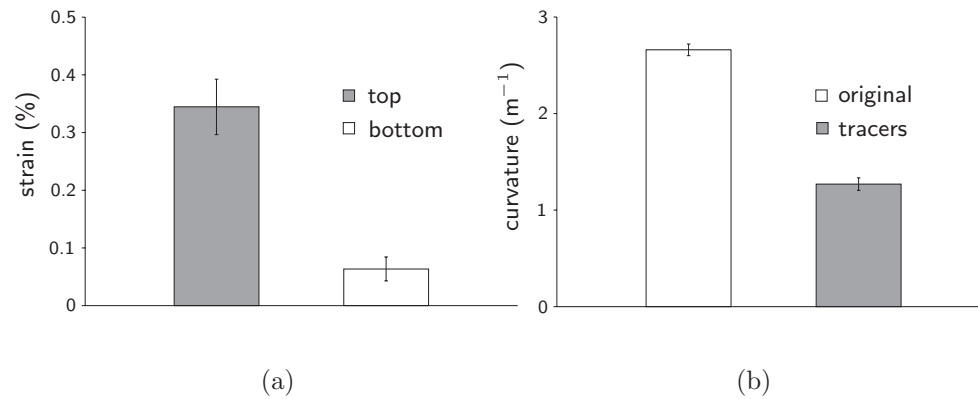 0.5
0.4
0.3
0.2
0.1
0
strain (%)
top
bottom
(a)
3
2
1
0
curvature (m⁻¹)
original
tracers
(b)